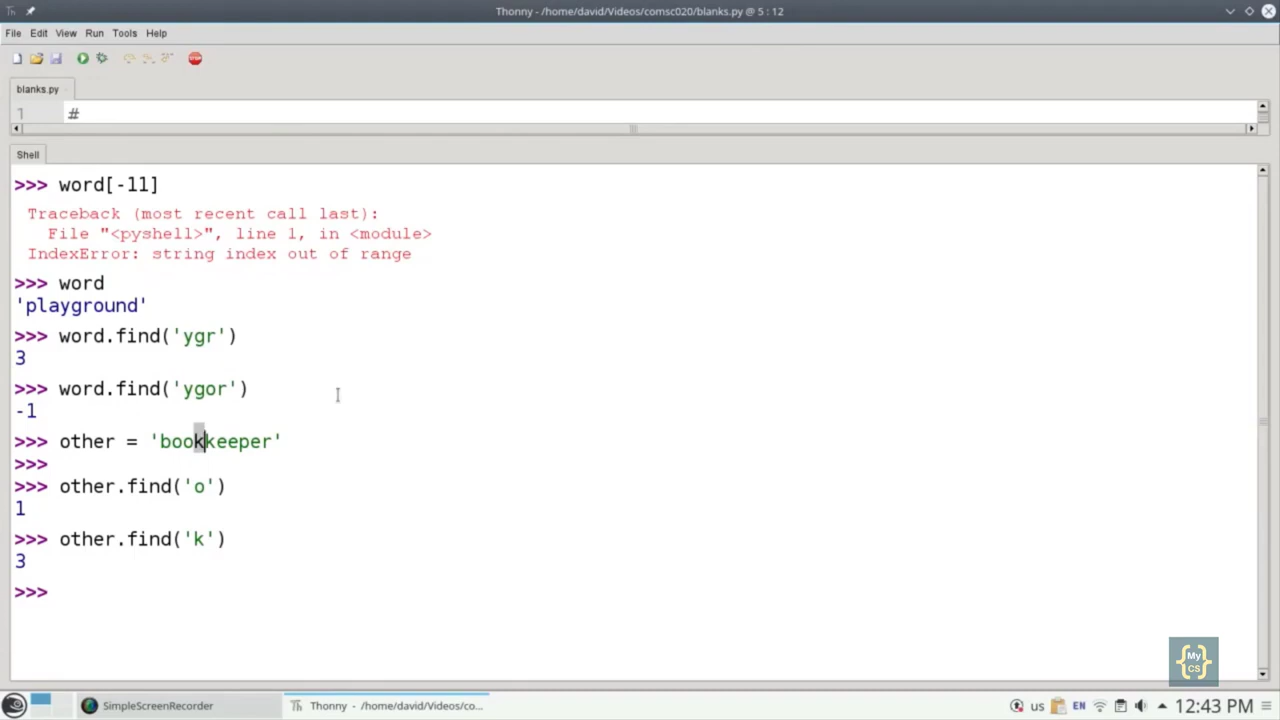 Thonny - /home/david/Videos/comsc020/blanks.py @ 5 : 12
File Edit View Run Tools Help
STOP
blanks.py
1 #
Shell
>>> word[-11]
Traceback (most recent call last):
File "<pyshell>", line 1, in <module>
IndexError: string index out of range
>>> word
'playground'
>>> word.find('ygr')
3
>>> word.find('ygor')
-1
>>> other = 'bookkeeper'
>>>
>>> other.find('o')
1
>>> other.find('k')
3
>>>
{My CS}
SimpleScreenRecorder Thonny - /home/david/Videos/co... us EN 12:43 PM